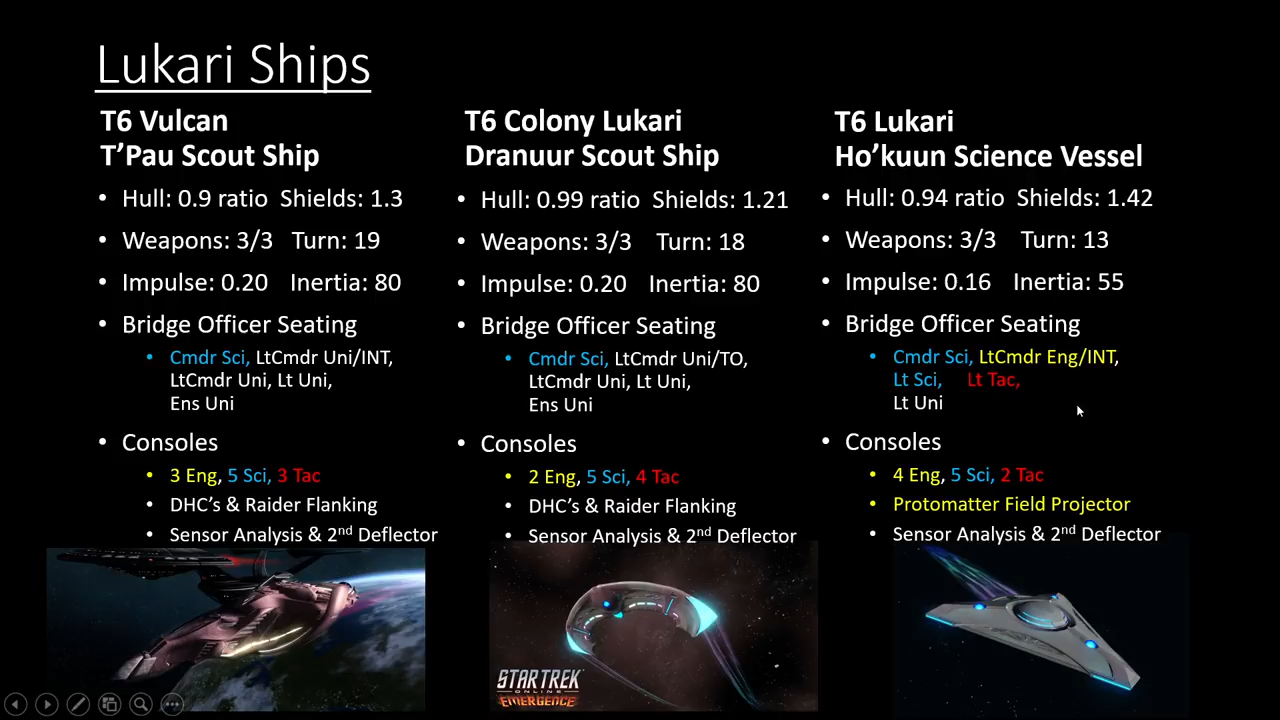 Lukari Ships
T6 Vulcan
T'Pau Scout Ship
• Hull: 0.9 ratio Shields: 1.3
• Weapons: 3/3 Turn: 19
• Impulse: 0.20 Inertia: 80
• Bridge Officer Seating
• Cmdr Sci, LtCmdr Uni/INT,
LtCmdr Uni, Lt Uni,
Ens Uni
• Consoles
• 3 Eng, 5 Sci, 3 Tac
• DHC's & Raider Flanking
• Sensor Analysis & 2nd Deflector
T6 Colony Lukari
Dranuur Scout Ship
• Hull: 0.99 ratio Shields: 1.21
• Weapons: 3/3 Turn: 18
• Impulse: 0.20 Inertia: 80
• Bridge Officer Seating
• Cmdr Sci, LtCmdr Uni/TO,
LtCmdr Uni, Lt Uni,
Ens Uni
• Consoles
• 2 Eng, 5 Sci, 4 Tac
• DHC's & Raider Flanking
• Sensor Analysis & 2nd Deflector
STAR TREK
ONLINE
EMERGENCE
T6 Lukari
Ho'kuun Science Vessel
• Hull: 0.94 ratio Shields: 1.42
• Weapons: 3/3 Turn: 13
• Impulse: 0.16 Inertia: 55
• Bridge Officer Seating
• Cmdr Sci, LtCmdr Eng/INT,
Lt Sci, Lt Tac,
Lt Uni
• Consoles
• 4 Eng, 5 Sci, 2 Tac
• Protomatter Field Projector
• Sensor Analysis & 2nd Deflector